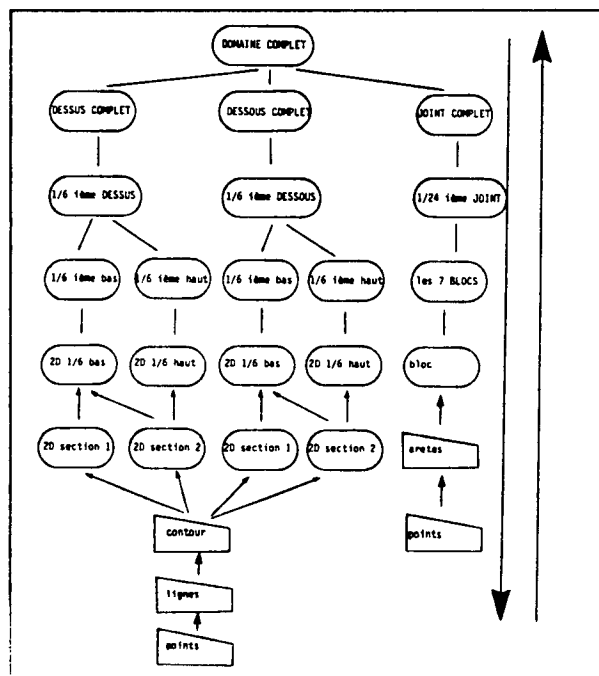 DOMAINE COMPLET
DESSUS COMPLET
DESSOUS COMPLET
JOINT COMPLET
1/6 ième DESSUS
1/6 ième DESSOUS
1/24 ième JOINT
1/6 ième bas
1/6 ième haut
1/6 ième bas
1/6 ième haut
les 7 BLOCS
2D 1/6 bas
2D 1/6 haut
2D 1/6 bas
2D 1/6 haut
bloc
2D section 1
2D section 2
2D section 1
2D section 2
aretes
contour
points
lignes
points